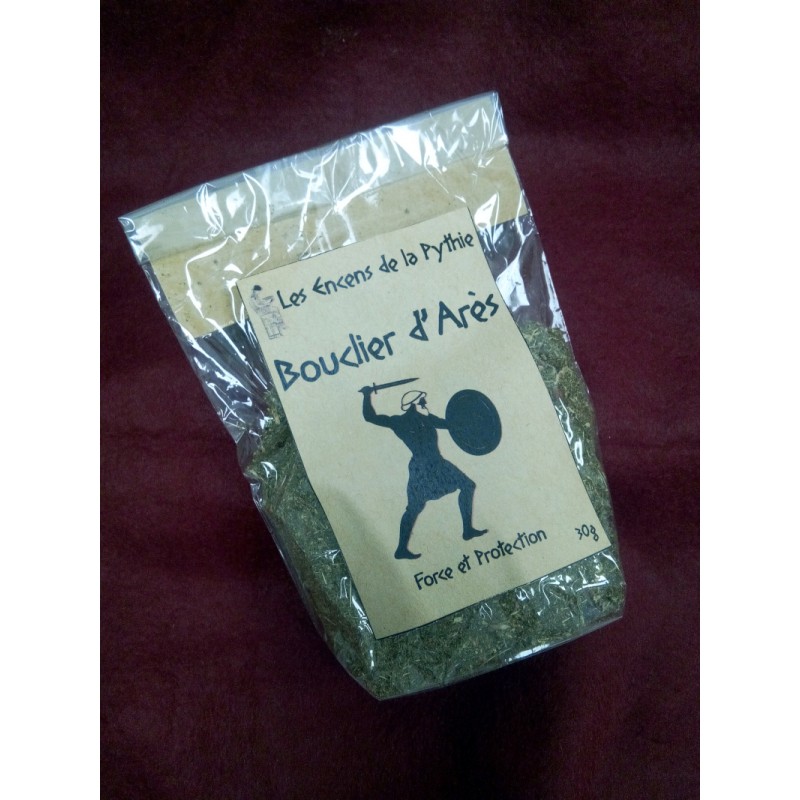 Les Encens de la Pythie
Bouclier d'Arès
Force et Protection
30g